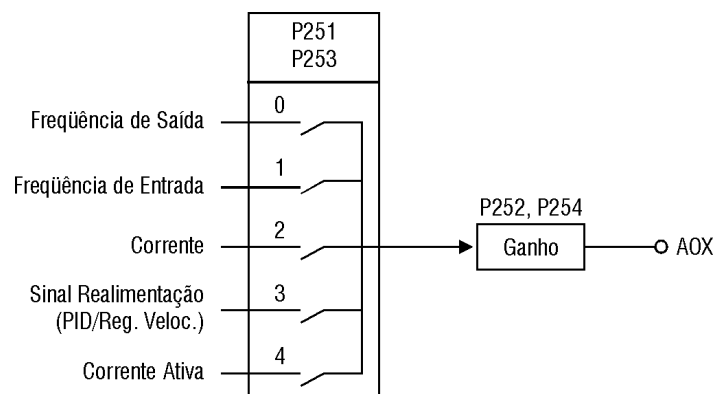 P251
P253
Freqüência de Saída
0
Freqüência de Entrada
1
Corrente
2
Sinal Realimentação
(PID/Reg. Veloc.)
3
Corrente Ativa
4
P252, P254
Ganho
AOX